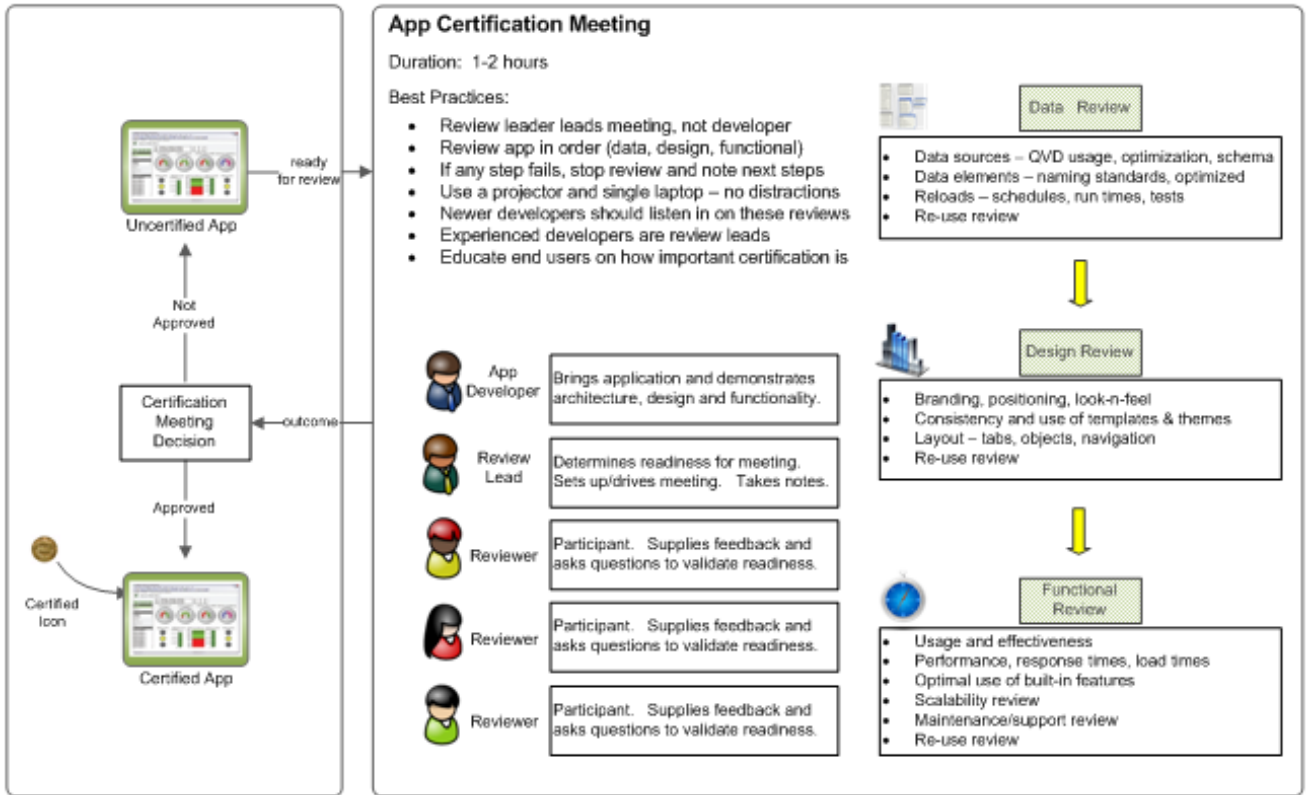 App Certification Meeting
Duration: 1-2 hours
Best Practices:
• Review leader leads meeting, not developer
• Review app in order (data, design, functional)
• If any step fails, stop review and note next steps
• Use a projector and single laptop – no distractions
• Newer developers should listen in on these reviews
• Experienced developers are review leads
• Educate end users on how important certification is
ready
for review
Uncertified App
Not
Approved
Certification
Meeting
Decision
outcome
Approved
Certified
Icon
Certified App
App
Developer
Brings application and demonstrates
architecture, design and functionality.
Review
Lead
Determines readiness for meeting.
Sets up/drives meeting. Takes notes.
Reviewer
Participant. Supplies feedback and
asks questions to validate readiness.
Reviewer
Participant. Supplies feedback and
asks questions to validate readiness.
Reviewer
Participant. Supplies feedback and
asks questions to validate readiness.
Data Review
• Data sources – QVD usage, optimization, schema
• Data elements – naming standards, optimized
• Reloads – schedules, run times, tests
• Re-use review
Design Review
• Branding, positioning, look-n-feel
• Consistency and use of templates & themes
• Layout – tabs, objects, navigation
• Re-use review
Functional
Review
• Usage and effectiveness
• Performance, response times, load times
• Optimal use of built-in features
• Scalability review
• Maintenance/support review
• Re-use review